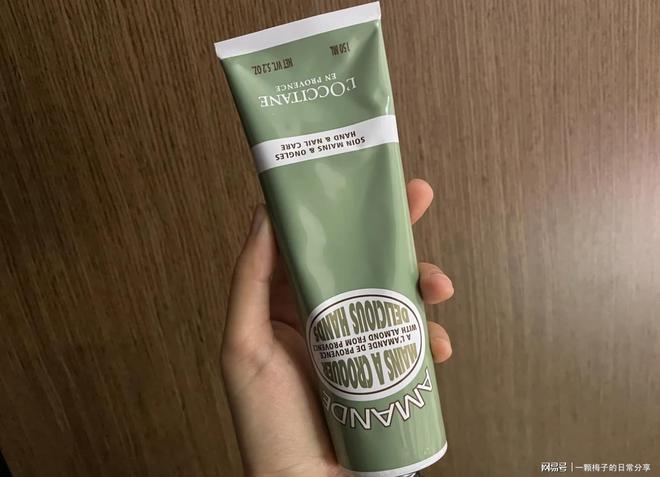 AMANDE
MAINS A CROQUER
A L'AMANDE DE PROVENCE
WITH ALMOND FROM PROVENCE
DELICIOUS HANDS
SOIN MAINS & ONGLES
HAND & NAIL CARE
L'OCCITANE
EN PROVENCE
150 ML NET WT. 5.2 OZ.
网易号 | 一颗梅子的日常分享